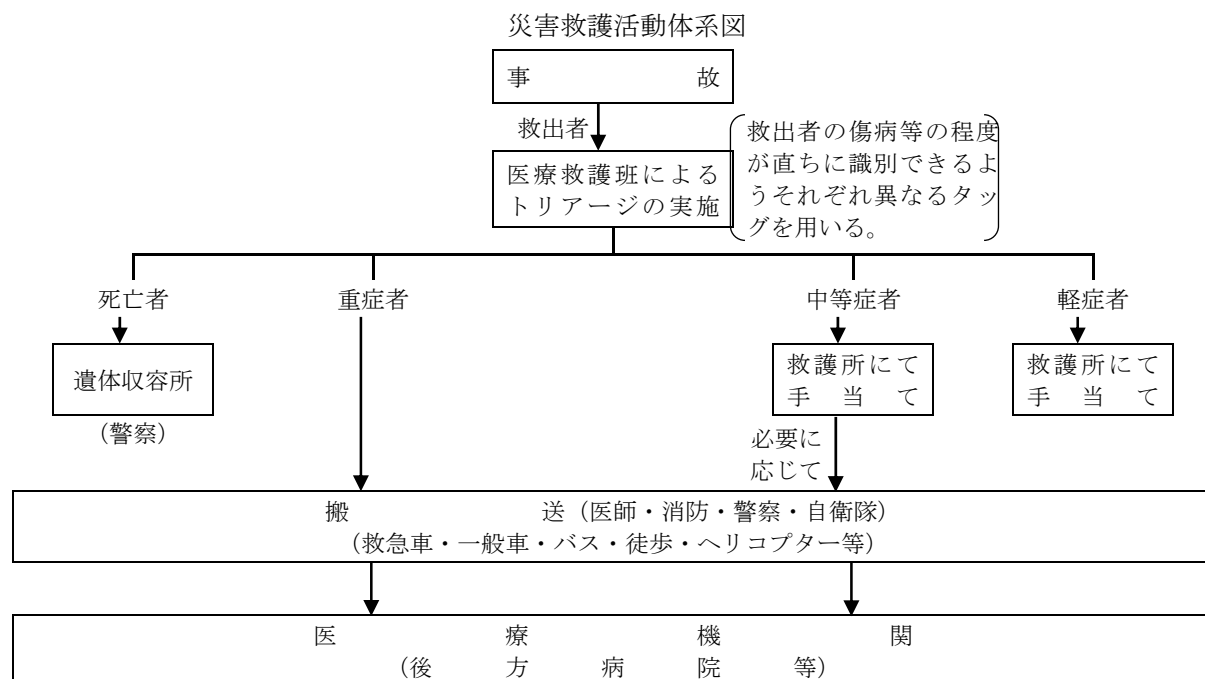 災害救護活動体系図
事故
救出者
救出者の傷病等の程度
が直ちに識別できるよ
うそれぞれ異なるタッ
グを用いる。
医療救護班による
トリアージの実施
死亡者
重症者
中等症者
軽症者
遺体収容所
(警察)
救護所にて
手当て
救護所にて
手当て
必要に
応じて
搬送(医師・消防・警察・自衛隊)
(救急車・一般車・バス・徒歩・ヘリコプター等)
医療機関
(後方病院等)